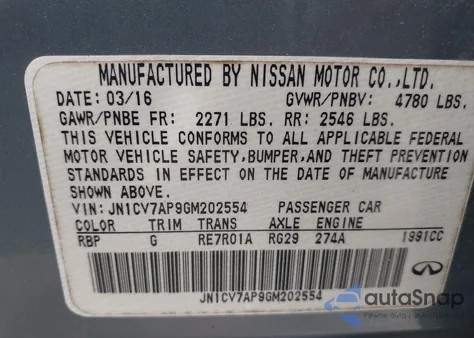 MANUFACTURED BY NISSAN MOTOR CO.,LTD.
DATE: 03/16 GVWR/PNBV: 4780 LBS.
GAWR/PNBE FR: 2271 LBS. RR: 2546 LBS.
THIS VEHICLE CONFORMS TO ALL APPLICABLE FEDERAL
MOTOR VEHICLE SAFETY, BUMPER, AND THEFT PREVENTION
STANDARDS IN EFFECT ON THE DATE OF MANUFACTURE
SHOWN ABOVE.
VIN: JN1CV7AP9GM202554 PASSENGER CAR
COLOR TRIM TRANS AXLE ENGINE
RBP G RE7R01A RG29 274A 1991CC
JN1CV7AP9GM202554
INFINITI
autoSnap